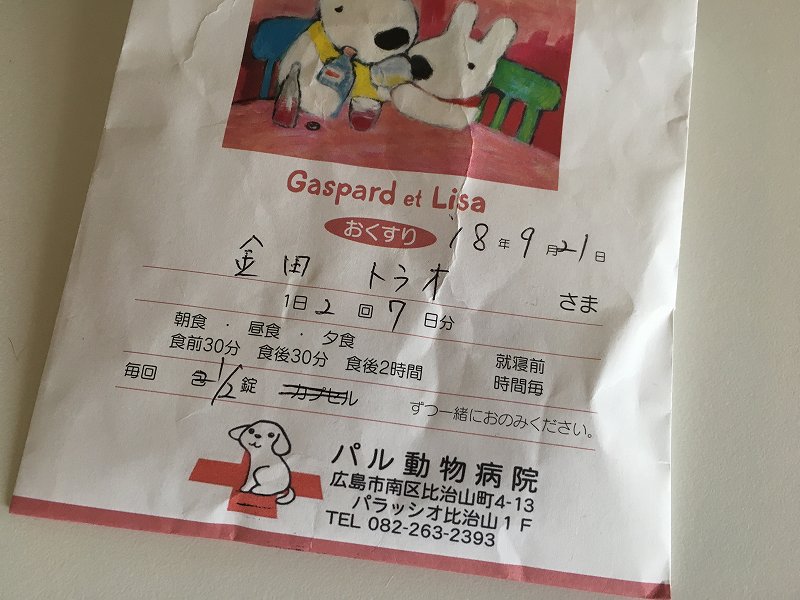 Gaspard et Lisa
おくすり '18年9月21日
金田 トラオ さま
1日2回7日分
朝食・昼食・夕食 就寝前
食前30分 食後30分 食後2時間 時間毎
毎回 1/2錠 カプセル ずつ一緒におのみください。
パル動物病院
広島市南区比治山町4-13
パラッシオ比治山1F
TEL 082-263-2393